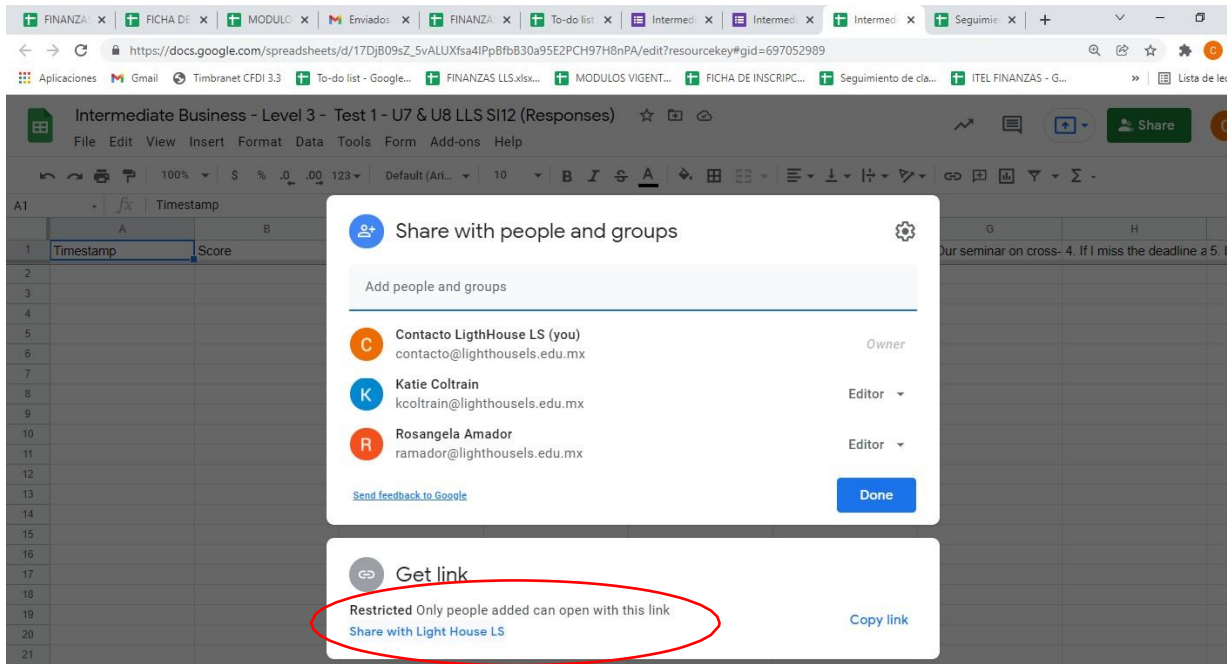 FINANZA
FICHA DE
MODULO
Enviados
FINANZA
To-do list
Intermedi
Intermedi
Intermedi
Seguimie
https://docs.google.com/spreadsheets/d/17DjB09sZ_5vALUXfsa4IPpBfbB30a95E2PCH97H8nPA/edit?resourcekey#gid=697052989
Aplicaciones
Gmail
Timbranet CFDI 3.3
To-do list - Google...
FINANZAS LLS.xlsx...
MODULOS VIGENT...
FICHA DE INSCRIPC...
Seguimiento de cla...
ITEL FINANZAS - G...
»
Lista de lec
Intermediate Business - Level 3 - Test 1 - U7 & U8 LLS SI12 (Responses)
Share
File Edit View Insert Format Data Tools Form Add-ons Help
100% $ % .0 .00 123 Default (Ari... 10 B I S A
A1 fx Timestamp
A B G H
1 Timestamp Score Our seminar on cross- 4. If I miss the deadline a 5. I
2
3
4
5
6
7
8
9
10
11
12
13
14
15
16
17
18
19
20
21
Share with people and groups
Add people and groups
C
Contacto LigthHouse LS (you)
contacto@lighthousels.edu.mx
Owner
K
Katie Coltrain
kcoltrain@lighthousels.edu.mx
Editor
R
Rosangela Amador
ramador@lighthousels.edu.mx
Editor
Send feedback to Google
Done
Get link
Restricted Only people added can open with this link
Share with Light House LS
Copy link